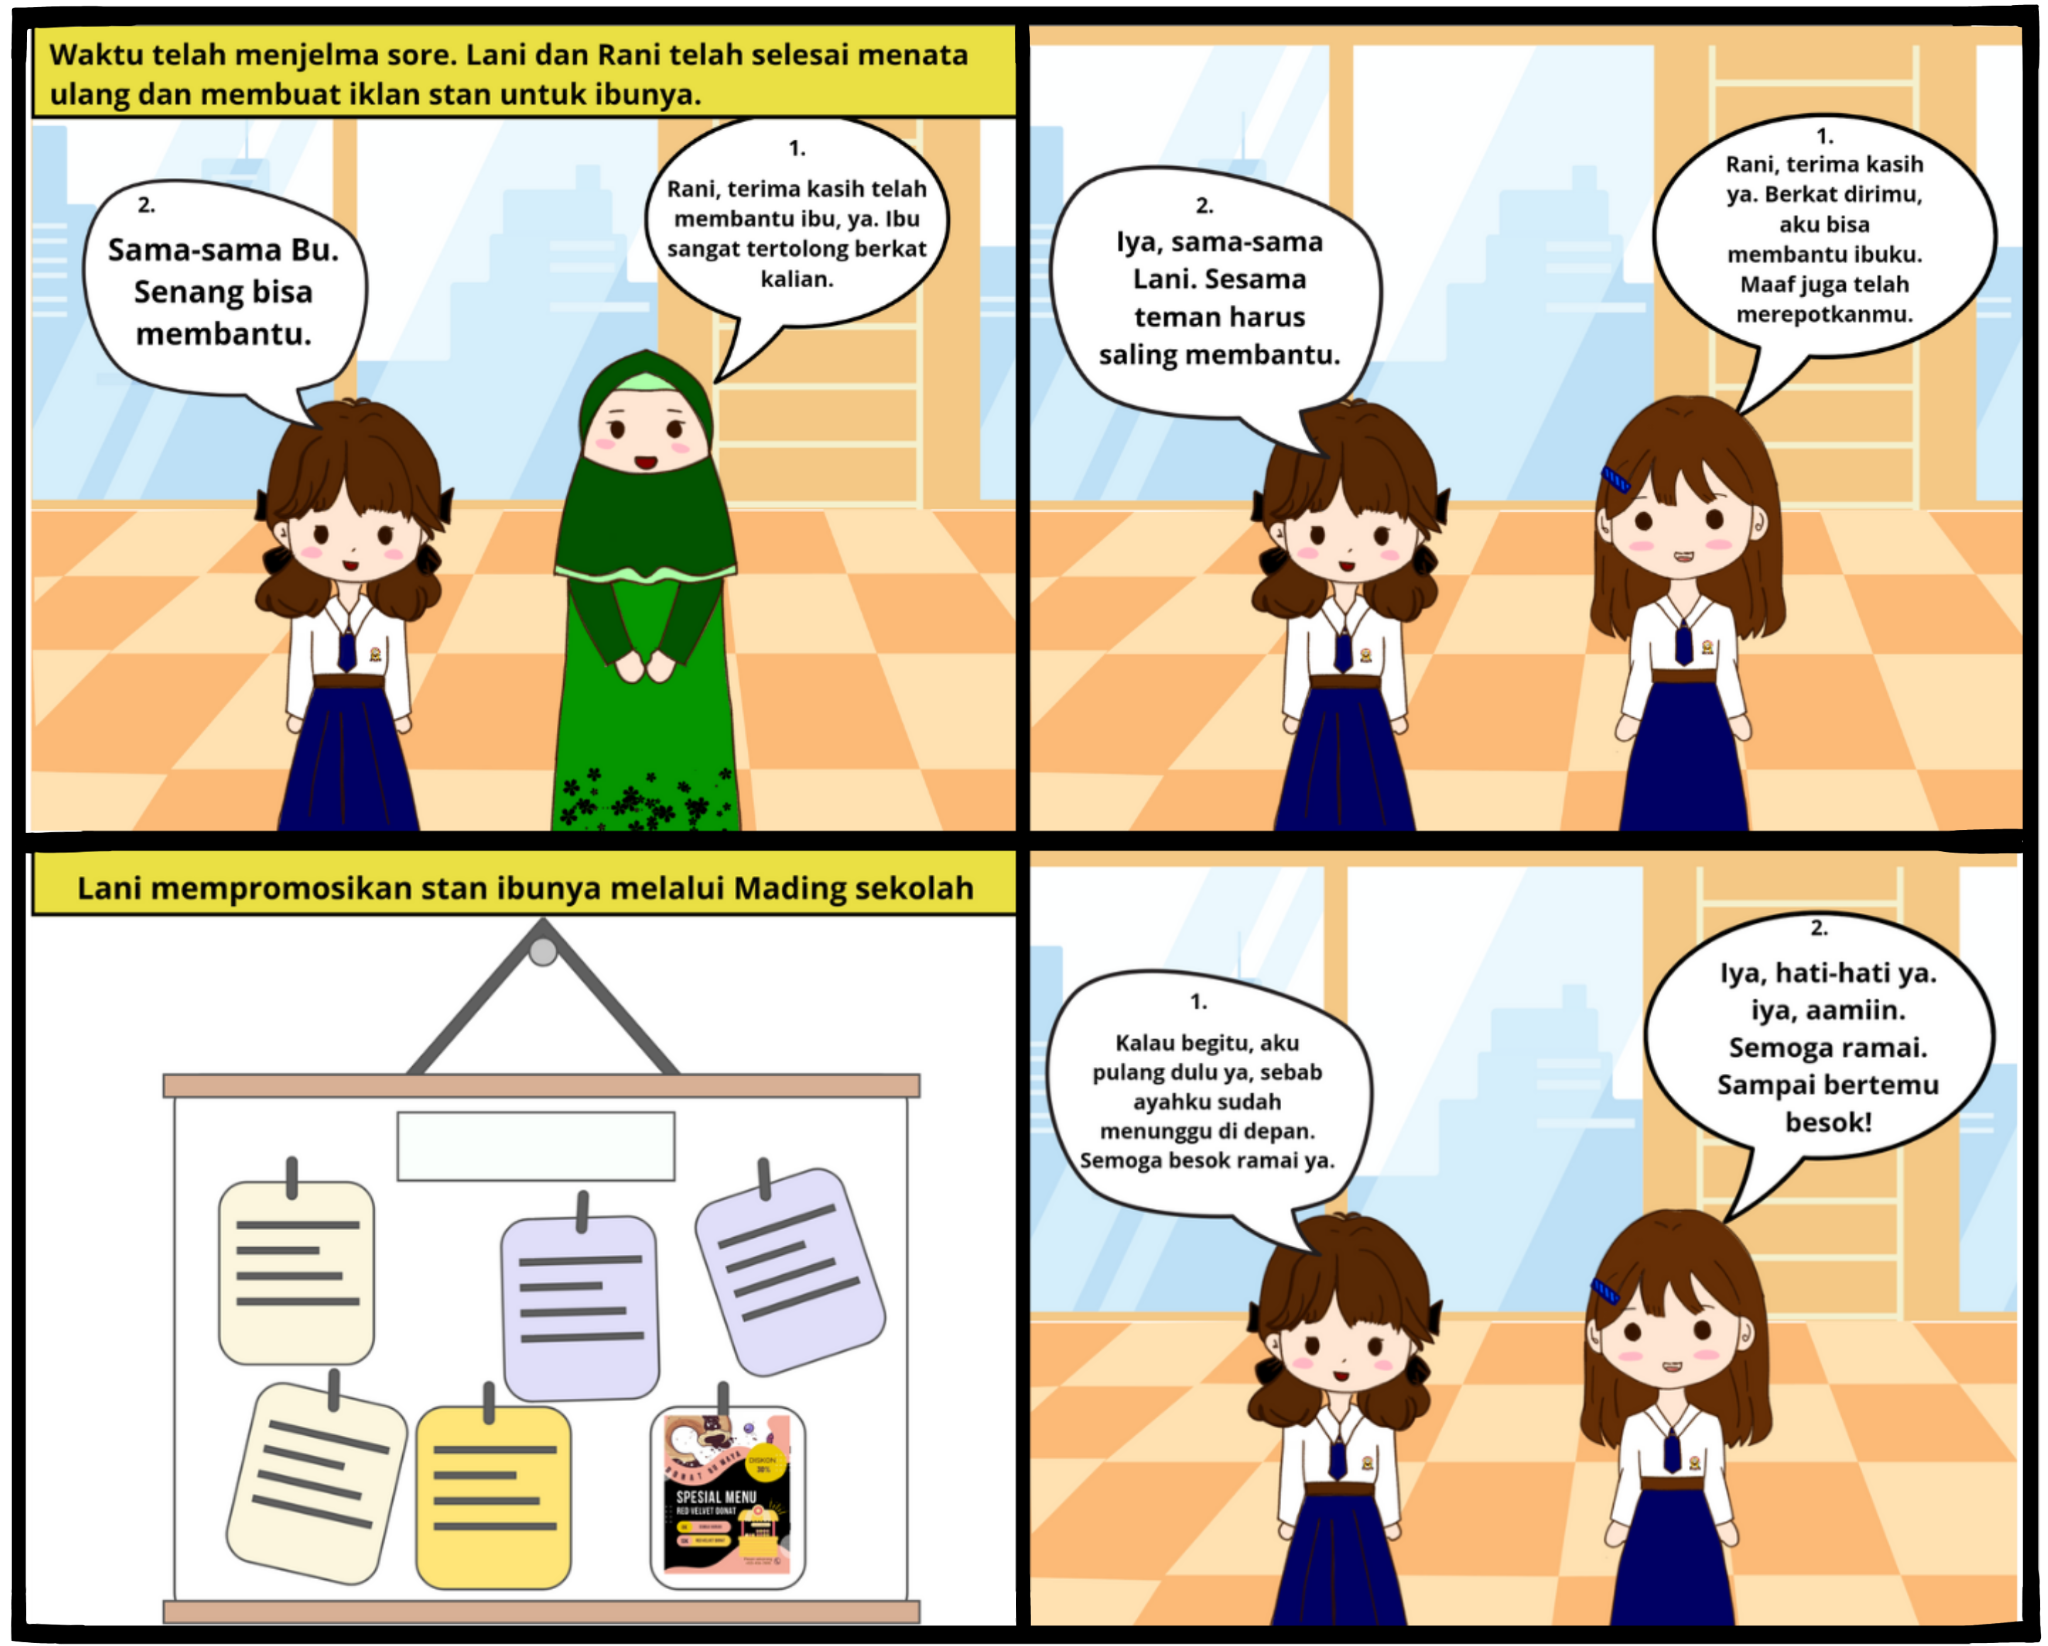 Waktu telah menjelma sore. Lani dan Rani telah selesai menata
ulang dan membuat iklan stan untuk ibunya.
1.
Rani, terima kasih telah
membantu ibu, ya. Ibu
sangat tertolong berkat
kalian.
2.
Sama-sama Bu.
Senang bisa
membantu.
1.
Rani, terima kasih
ya. Berkat dirimu,
aku bisa
membantu ibuku.
Maaf juga telah
merepotkanmu.
2.
Iya, sama-sama
Lani. Sesama
teman harus
saling membantu.
Lani mempromosikan stan ibunya melalui Mading sekolah
DONAT BU MAYA
DISKON
SPESIAL MENU
RED VELVET DONAT
1.
Kalau begitu, aku
pulang dulu ya, sebab
ayahku sudah
menunggu di depan.
Semoga besok ramai ya.
2.
Iya, hati-hati ya.
iya, aamiin.
Semoga ramai.
Sampai bertemu
besok!